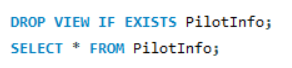 DROP VIEW IF EXISTS PilotInfo;
SELECT * FROM PilotInfo;